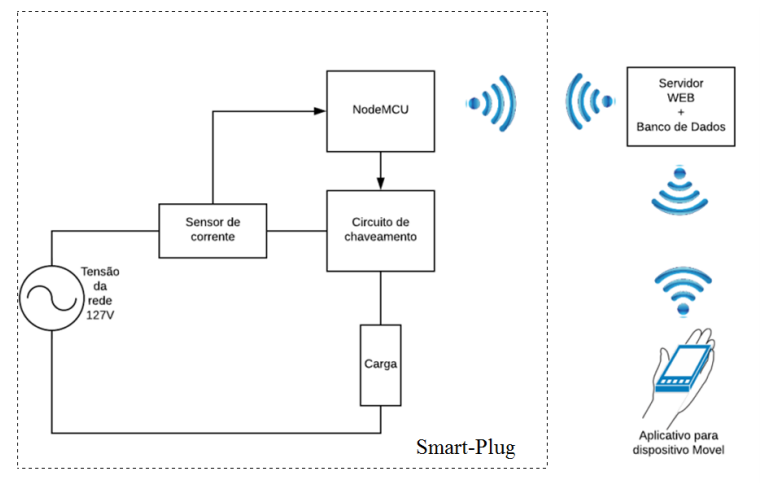 NodeMCU
Servidor
WEB
+
Banco de Dados
Sensor de
corrente
Circuito de
chaveamento
Tensão
da
rede
127V
Carga
Smart-Plug
Aplicativo para
dispositivo Movel